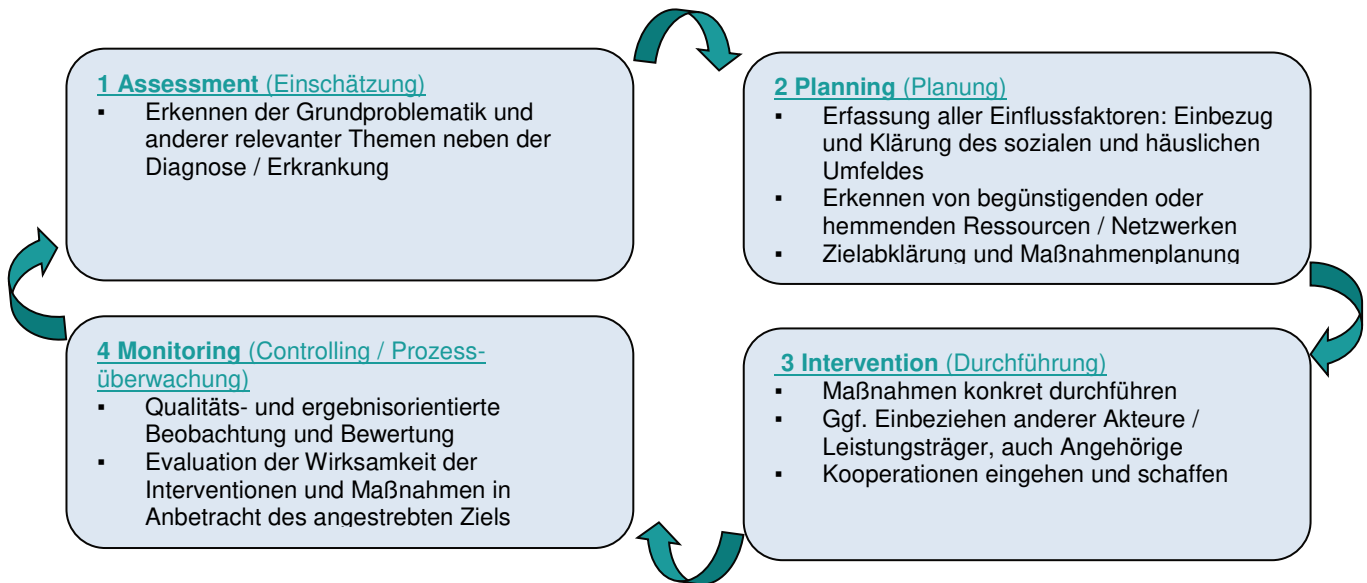 1 Assessment (Einschätzung)
▪ Erkennen der Grundproblematik und
anderer relevanter Themen neben der
Diagnose / Erkrankung
2 Planning (Planung)
▪ Erfassung aller Einflussfaktoren: Einbezug
und Klärung des sozialen und häuslichen
Umfeldes
▪ Erkennen von begünstigenden oder
hemmenden Ressourcen / Netzwerken
▪ Zielabklärung und Maßnahmenplanung
3 Intervention (Durchführung)
▪ Maßnahmen konkret durchführen
▪ Ggf. Einbeziehen anderer Akteure /
Leistungsträger, auch Angehörige
▪ Kooperationen eingehen und schaffen
4 Monitoring (Controlling / Prozess-
überwachung)
▪ Qualitäts- und ergebnisorientierte
Beobachtung und Bewertung
▪ Evaluation der Wirksamkeit der
Interventionen und Maßnahmen in
Anbetracht des angestrebten Ziels